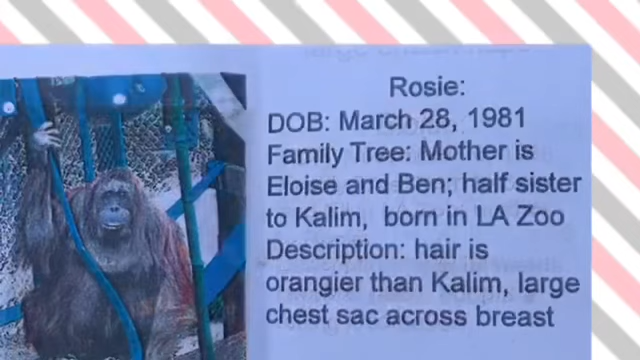 Rosie:
DOB: March 28, 1981
Family Tree: Mother is
Eloise and Ben; half sister
to Kalim, born in LA Zoo
Description: hair is
orangier than Kalim, large
chest sac across breast